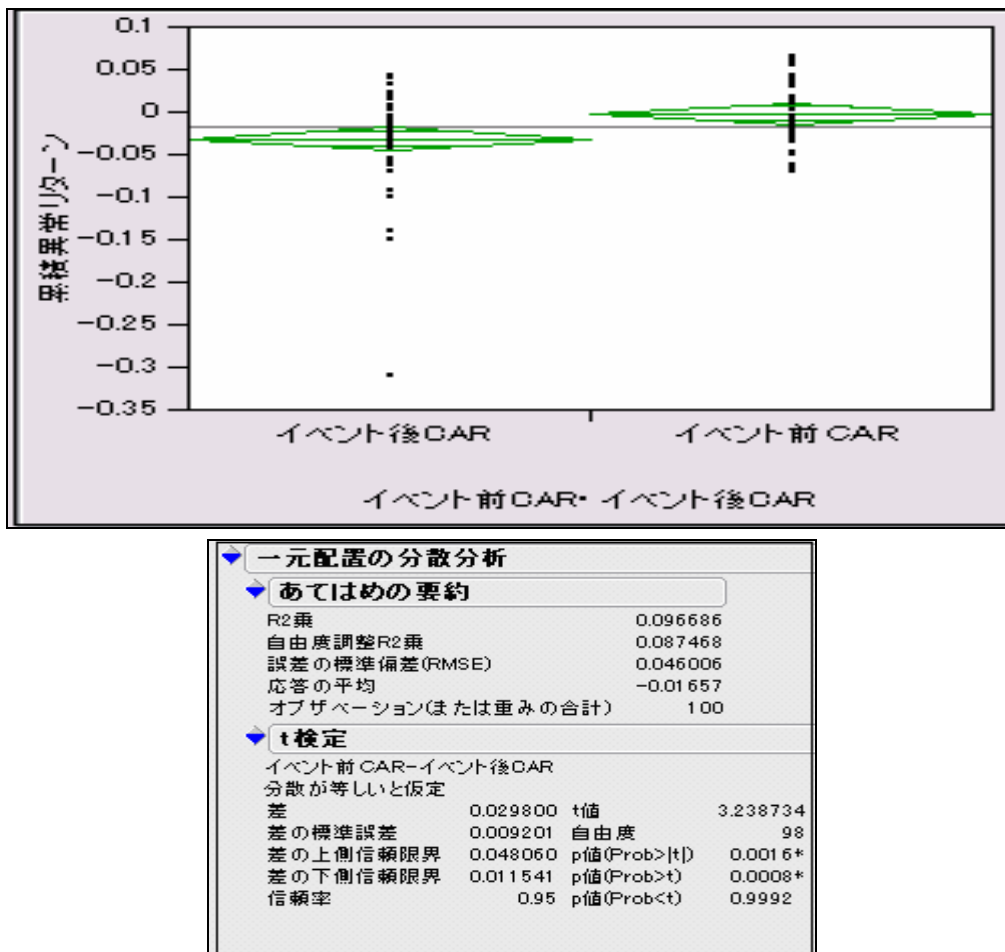 0.1
0.05
0
-0.05
-0.1
-0.15
-0.2
-0.25
-0.3
-0.35
累積異常リターン
イベント後CAR
イベント前CAR
イベント前CAR・イベント後CAR
一元配置の分散分析
あてはめの要約
R2乗 0.096686
自由度調整R2乗 0.087468
誤差の標準偏差(RMSE) 0.046006
応答の平均 -0.01657
オブザベーション(または重みの合計) 100
t検定
イベント前CAR-イベント後CAR
分散が等しいと仮定
差 0.029800 t値 3.238734
差の標準誤差 0.009201 自由度 98
差の上側信頼限界 0.048060 p値(Prob>|t|) 0.0016*
差の下側信頼限界 0.011541 p値(Prob>t) 0.0008*
信頼率 0.95 p値(Prob<t) 0.9992